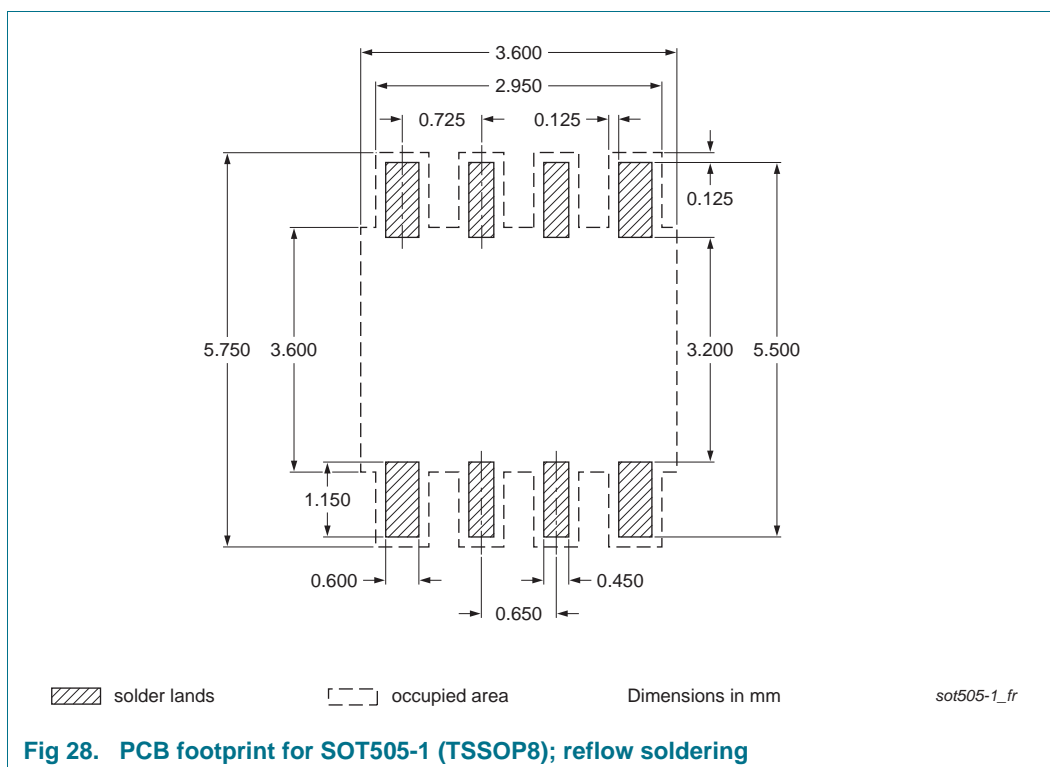 3.600
2.950
0.725
0.125
0.125
5.750
3.600
3.200
5.500
1.150
0.600
0.450
0.650
solder lands
occupied area
Dimensions in mm
sot505-1_fr
Fig 28. PCB footprint for SOT505-1 (TSSOP8); reflow soldering